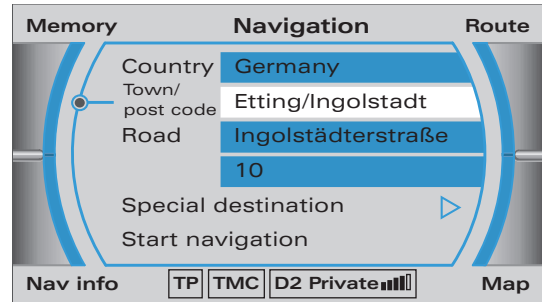 Memory Navigation Route
Country Germany
Town/
post code Etting/Ingolstadt
Road Ingolstädterstraße
10
Special destination
Start navigation
Nav info TP TMC D2 Private Map